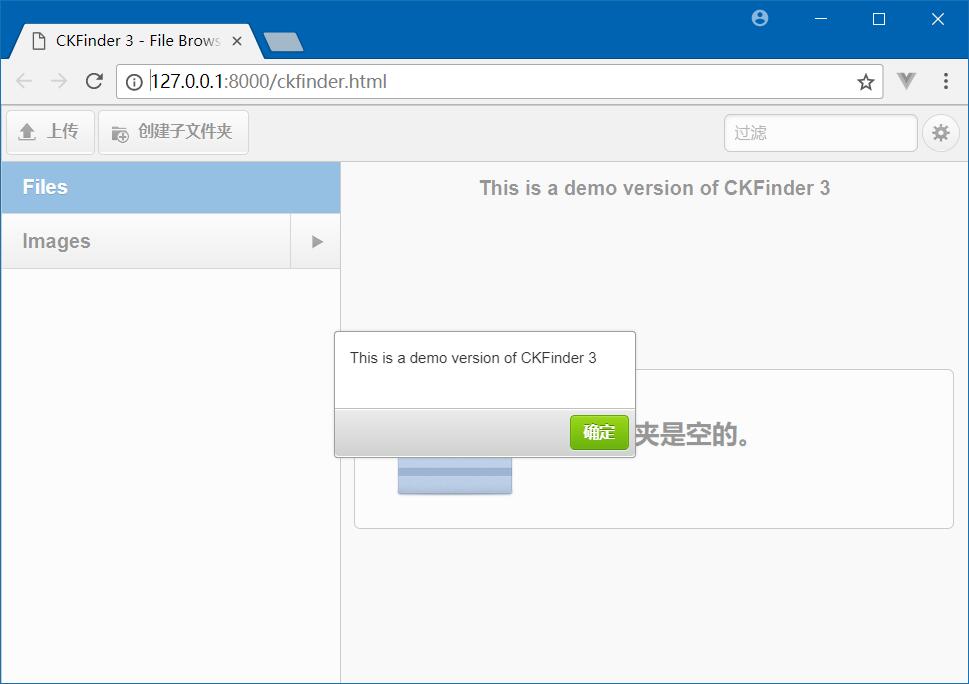 CKFinder 3 - File Brows
127.0.0.1:8000/ckfinder.html
上传
创建子文件夹
过滤
Files
This is a demo version of CKFinder 3
Images
This is a demo version of CKFinder 3
确定
夹是空的。